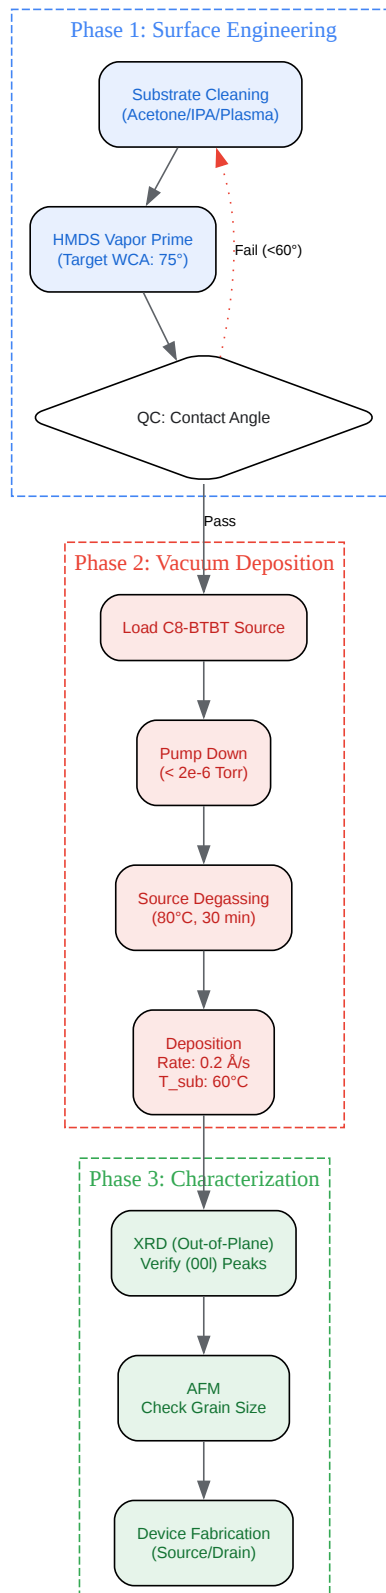 Phase 1: Surface Engineering
Substrate Cleaning
(Acetone/IPA/Plasma)
HMDS Vapor Prime
(Target WCA: 75°)
Fail (<60°)
QC: Contact Angle
Pass
Phase 2: Vacuum Deposition
Load C8-BTBT Source
Pump Down
(< 2e-6 Torr)
Source Degassing
(80°C, 30 min)
Deposition
Rate: 0.2 Å/s
T_sub: 60°C
Phase 3: Characterization
XRD (Out-of-Plane)
Verify (00l) Peaks
AFM
Check Grain Size
Device Fabrication
(Source/Drain)